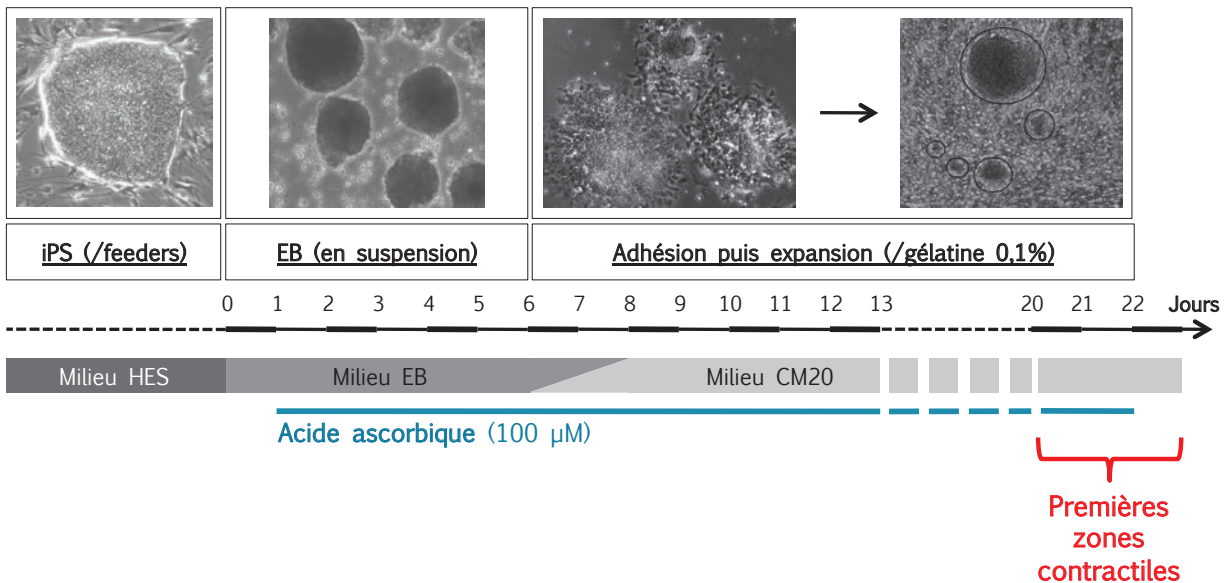 iPS (/feeders)
EB (en suspension)
Adhésion puis expansion (/gélatine 0,1%)
0 1 2 3 4 5 6 7 8 9 10 11 12 13 20 21 22 Jours
Milieu HES
Milieu EB
Milieu CM20
Acide ascorbique (100 µM)
Premières
zones
contractiles